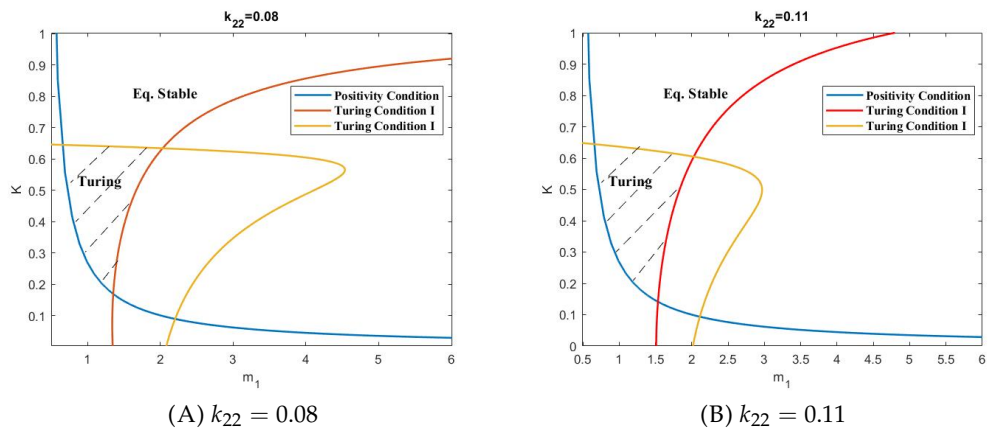 k22=0.08
1
0.9
0.8
0.7
0.6
0.5
0.4
0.3
0.2
0.1
K
Eq. Stable
Positivity Condition
Turing Condition I
Turing Condition I
Turing
1 2 3 4 5 6
m1
(A) k22 = 0.08
k22=0.11
1
0.9
0.8
0.7
0.6
0.5
0.4
0.3
0.2
0.1
0
K
Eq. Stable
Positivity Condition
Turing Condition I
Turing Condition I
Turing
0.5 1 1.5 2 2.5 3 3.5 4 4.5 5 5.5 6
m1
(B) k22 = 0.11